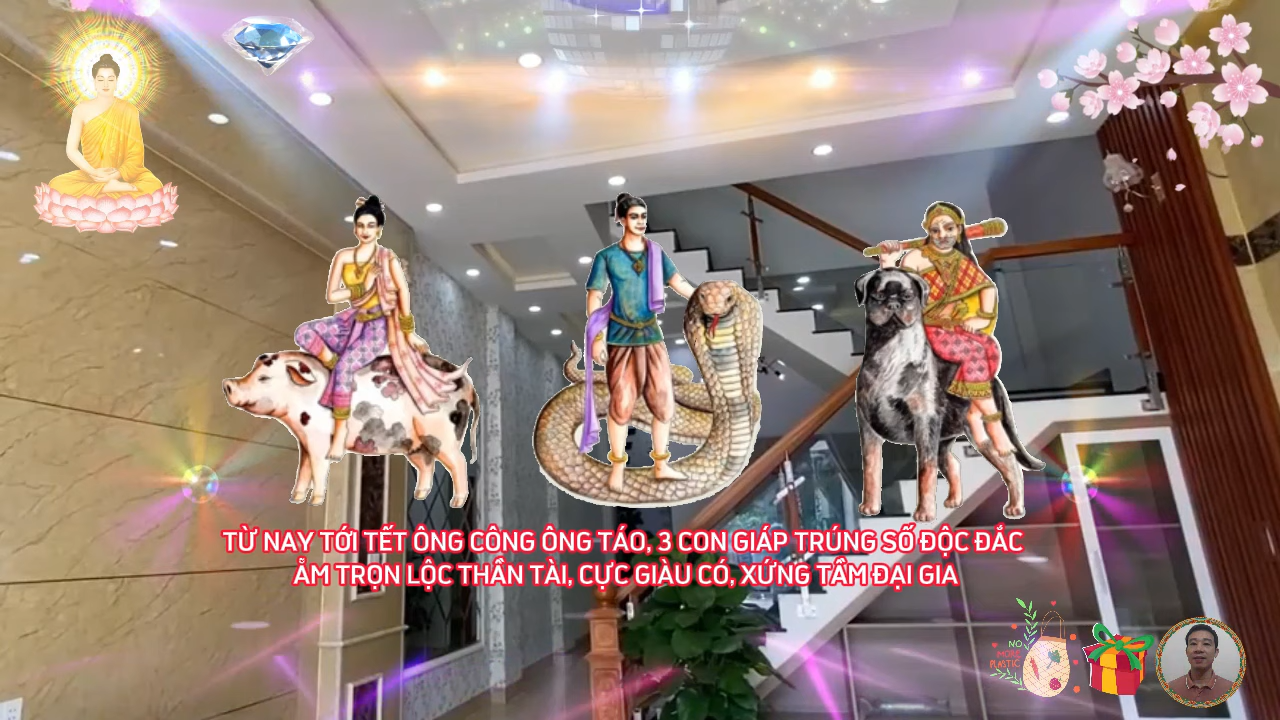 TỪ NAY TỚI TẾT ÔNG CÔNG ÔNG TÁO, 3 CON GIÁP TRÚNG SỐ ĐỘC ĐẮC
ẴM TRỌN LỘC THẦN TÀI, CỰC GIÀU CÓ, XỨNG TẦM ĐẠI GIA
NO
MORE
PLASTIC